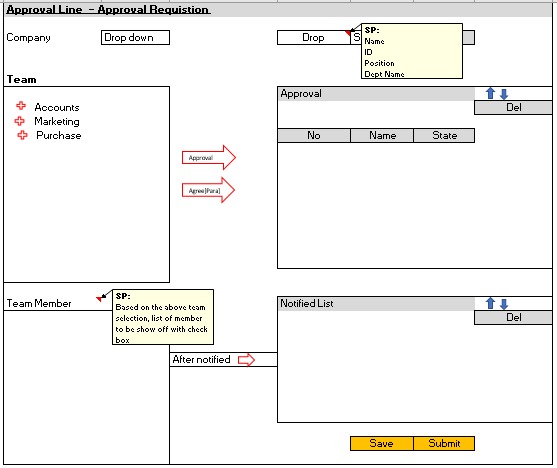 Approval Line - Approval Requistion
Company
Drop down
Drop
S
SP:
Name
ID
Position
Dept Name
Team
Accounts
Marketing
Purchase
Approval
Agree(Para)
Approval
Del
No Name State
Team Member
SP:
Based on the above team
selection, list of member
to be show off with check
box
Notified List
Del
After notified
Save Submit